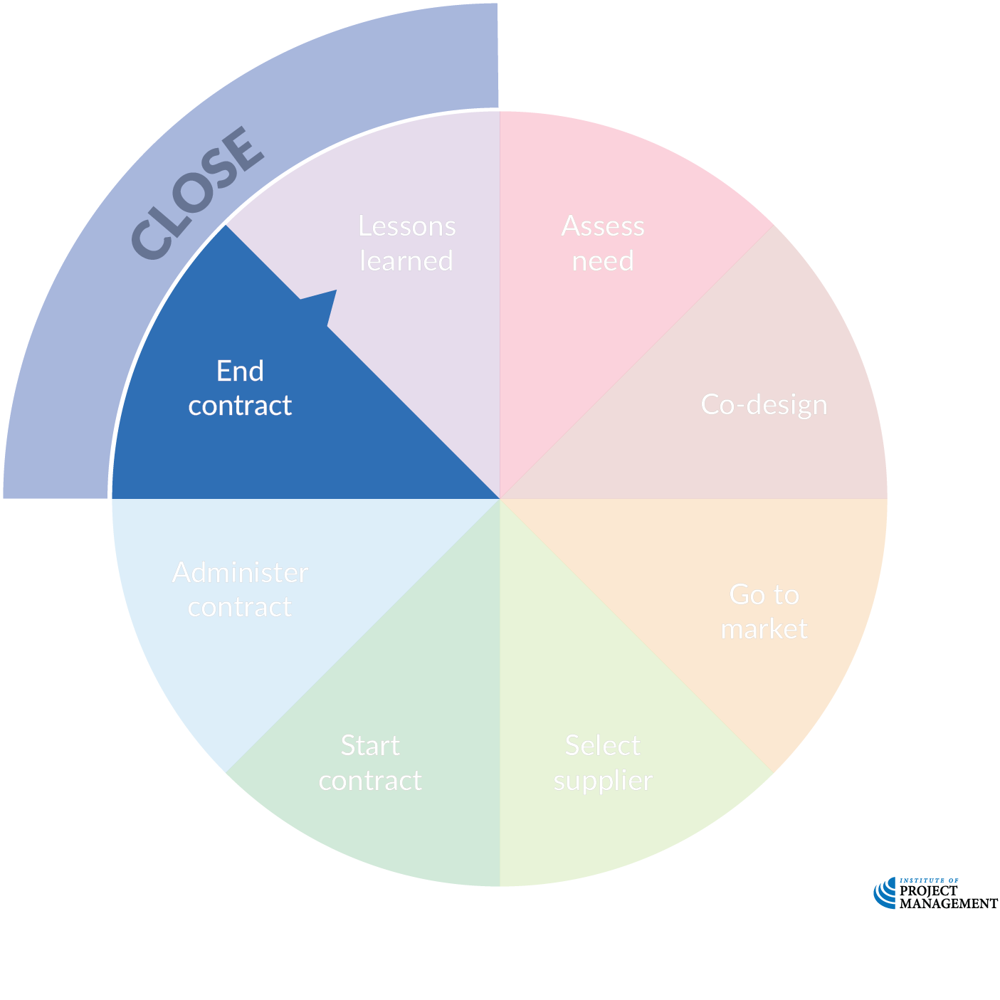 CLOSE
Lessons
learned
Assess
need
End
contract
Co-design
Administer
contract
Go to
market
Start
contract
Select
supplier
INSTITUTE OF
PROJECT
MANAGEMENT